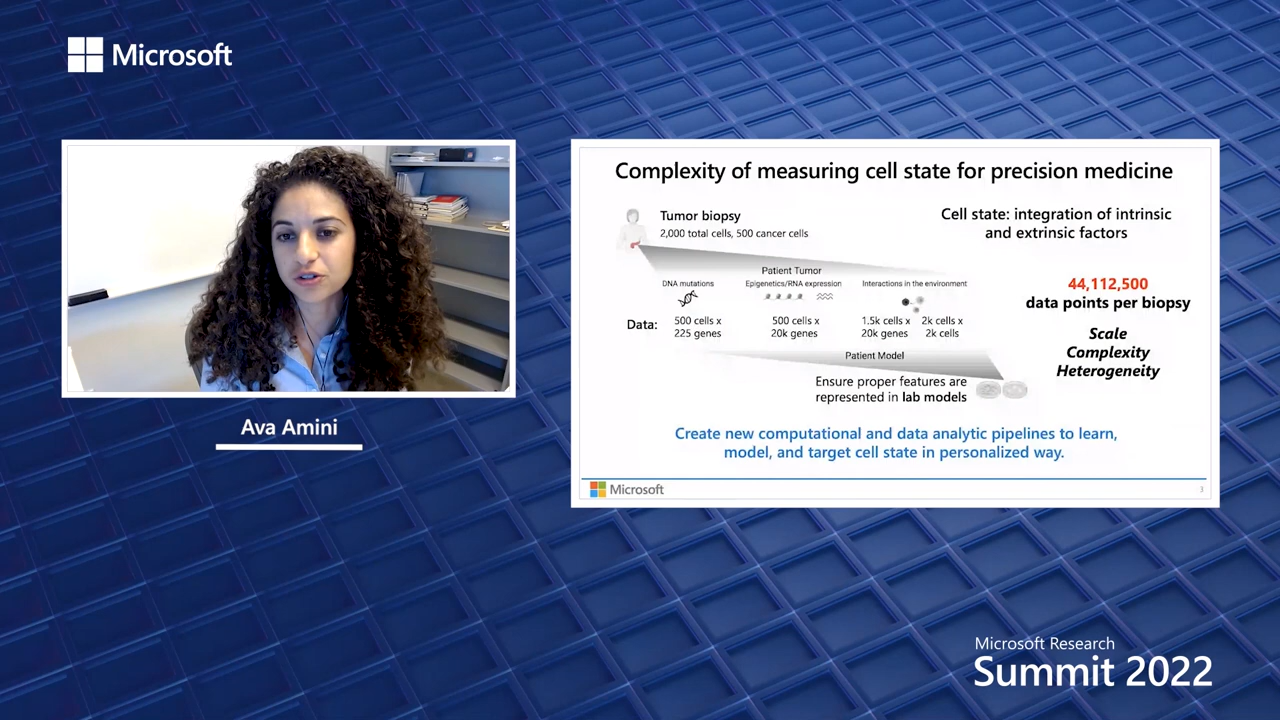 Microsoft
Ava Amini
Complexity of measuring cell state for precision medicine
Tumor biopsy
2,000 total cells, 500 cancer cells
Cell state: integration of intrinsic
and extrinsic factors
Patient Tumor
DNA mutations
Epigenetics/RNA expression
Interactions in the environment
44,112,500
data points per biopsy
Data:
500 cells x
225 genes
500 cells x
20k genes
1.5k cells x
20k genes
2k cells x
2k cells
Scale
Complexity
Heterogeneity
Patient Model
Ensure proper features are
represented in lab models
Create new computational and data analytic pipelines to learn,
model, and target cell state in personalized way.
Microsoft
3
Microsoft Research
Summit 2022